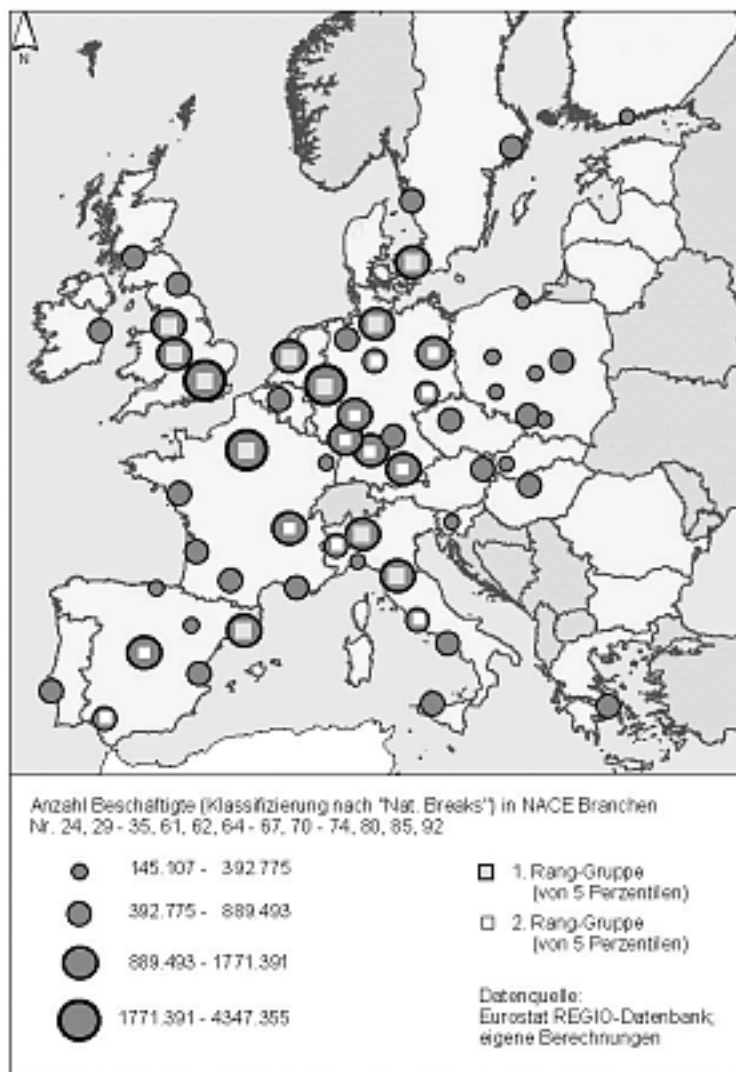 N
Anzahl Beschäftigte (Klassifizierung nach "Nat. Breaks") in NACE Branchen
Nr. 24, 29 - 35, 61, 62, 64 - 67, 70 - 74, 80, 85, 92
145.107 - 392.775
392.775 - 889.493
889.493 - 1771.391
1771.391 - 4347.355
1. Rang-Gruppe
(von 5 Perzentilen)
2. Rang-Gruppe
(von 5 Perzentilen)
Datenquelle:
Eurostat REGIO-Datenbank;
eigene Berechnungen